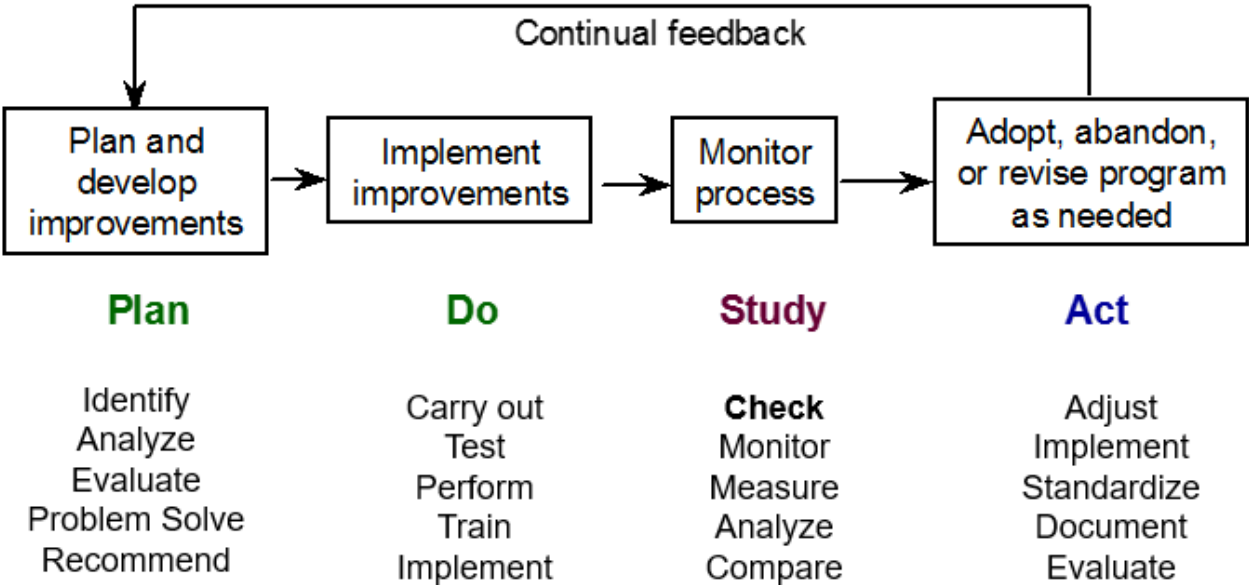 Continual feedback
Plan and
develop
improvements
Implement
improvements
Monitor
process
Adopt, abandon,
or revise program
as needed
Plan
Do
Study
Act
Identify
Analyze
Evaluate
Problem Solve
Recommend
Carry out
Test
Perform
Train
Implement
Check
Monitor
Measure
Analyze
Compare
Adjust
Implement
Standardize
Document
Evaluate